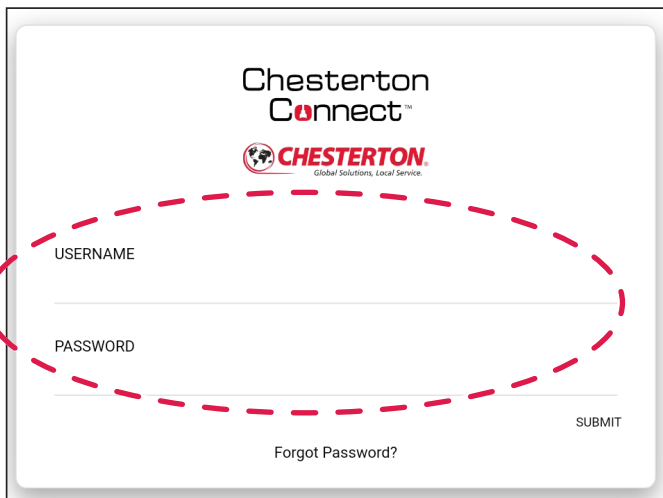 Chesterton
Connect™
CHESTERTON®
Global Solutions, Local Service.
USERNAME
PASSWORD
SUBMIT
Forgot Password?